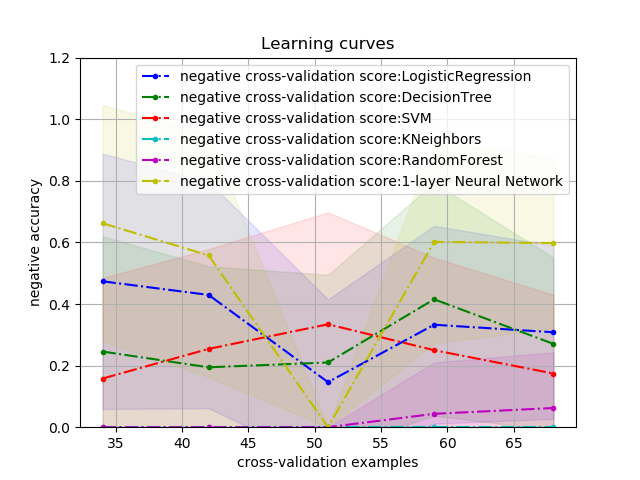 Learning curves
1.2
1.0
0.8
0.6
0.4
0.2
0.0
negative accuracy
negative cross-validation score:LogisticRegression
negative cross-validation score:DecisionTree
negative cross-validation score:SVM
negative cross-validation score:KNeighbors
negative cross-validation score:RandomForest
negative cross-validation score:1-layer Neural Network
35 40 45 50 55 60 65
cross-validation examples